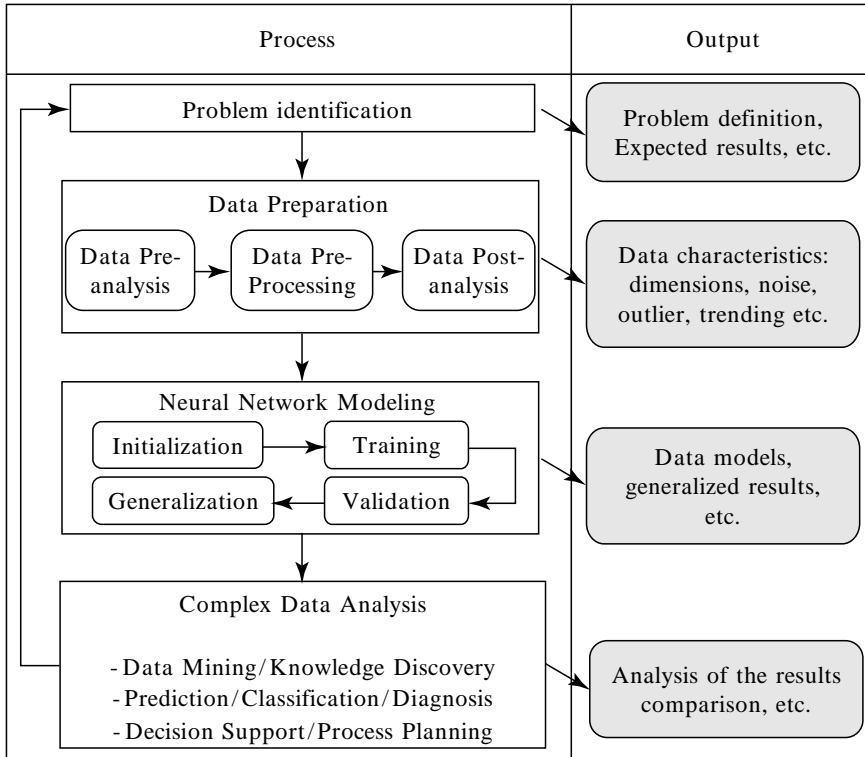 Process
Output
Problem identification
Problem definition,
Expected results, etc.
Data Preparation
Data Pre-
analysis
Data Pre-
Processing
Data Post-
analysis
Data characteristics:
dimensions, noise,
outlier, trending etc.
Neural Network Modeling
Initialization
Training
Generalization
Validation
Data models,
generalized results,
etc.
Complex Data Analysis
- Data Mining/Knowledge Discovery
- Prediction/Classification/Diagnosis
- Decision Support/Process Planning
Analysis of the results
comparison, etc.